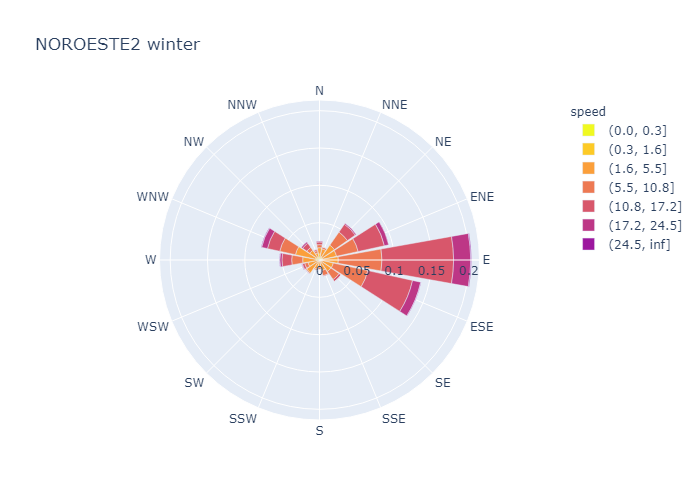 NOROESTE2 winter
N
NNE
NE
ENE
E
ESE
SE
SSE
S
SSW
SW
WSW
W
WNW
NW
NNW
0 0.05 0.1 0.15 0.2
speed
(0.0, 0.3]
(0.3, 1.6]
(1.6, 5.5]
(5.5, 10.8]
(10.8, 17.2]
(17.2, 24.5]
(24.5, inf]